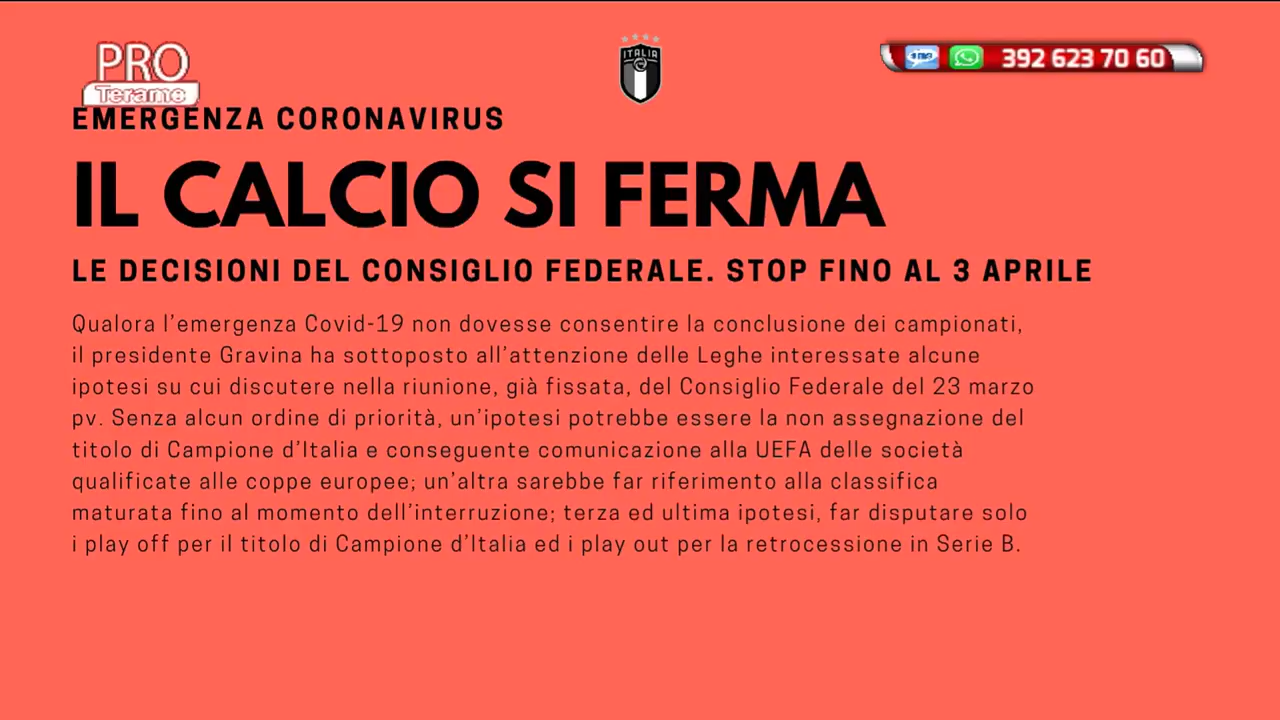 PRO
Teramo
ITALIA
392 623 70 60
EMERGENZA CORONAVIRUS
IL CALCIO SI FERMA
LE DECISIONI DEL CONSIGLIO FEDERALE. STOP FINO AL 3 APRILE
Qualora l'emergenza Covid-19 non dovesse consentire la conclusione dei campionati,
il presidente Gravina ha sottoposto all'attenzione delle Leghe interessate alcune
ipotesi su cui discutere nella riunione, già fissata, del Consiglio Federale del 23 marzo
pv. Senza alcun ordine di priorità, un'ipotesi potrebbe essere la non assegnazione del
titolo di Campione d'Italia e conseguente comunicazione alla UEFA delle società
qualificate alle coppe europee; un'altra sarebbe far riferimento alla classifica
maturata fino al momento dell'interruzione; terza ed ultima ipotesi, far disputare solo
i play off per il titolo di Campione d'Italia ed i play out per la retrocessione in Serie B.